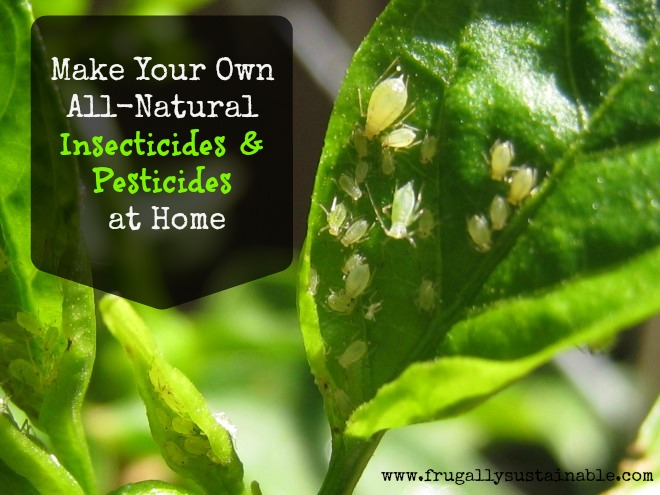 Make Your Own
All-Natural
Insecticides &
Pesticides
at Home
www.frugallysustainable.com